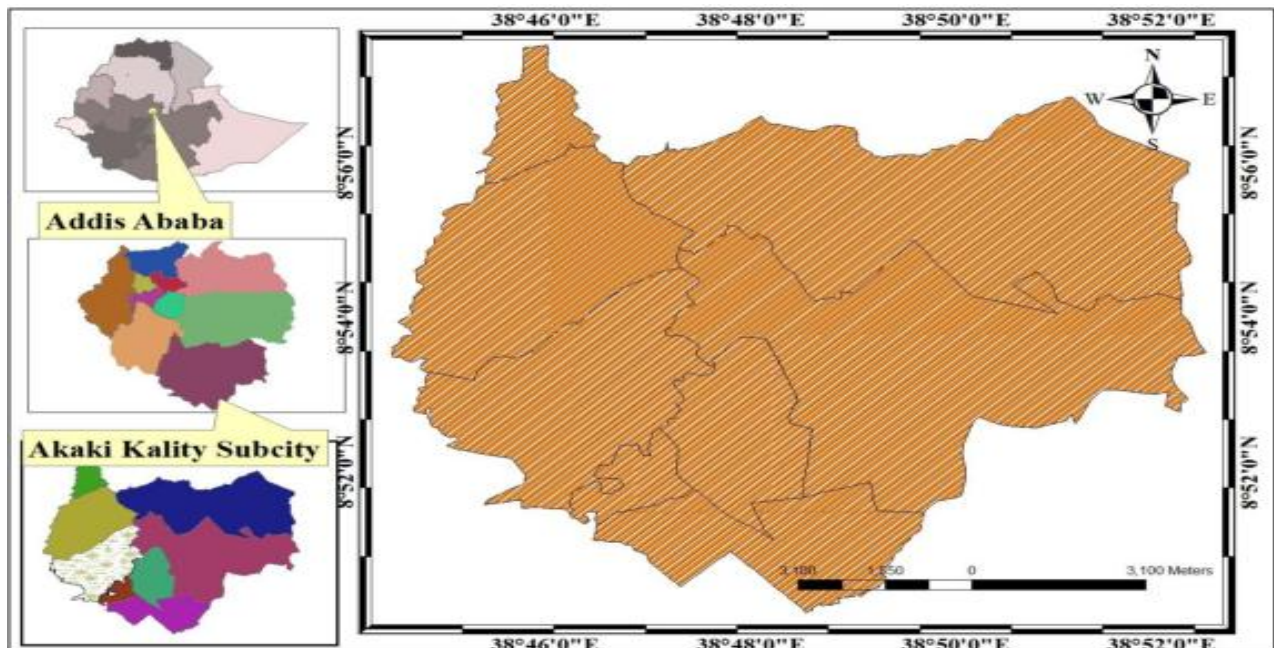 38°46'0"E 38°48'0"E 38°50'0"E 38°52'0"E
N
W E
S
8°56'0"N 8°56'0"N
Addis Ababa
8°54'0"N 8°54'0"N
Akaki Kality Subcity
8°52'0"N 8°52'0"N
0 3,100 Meters
38°46'0"E 38°48'0"E 38°50'0"E 38°52'0"E